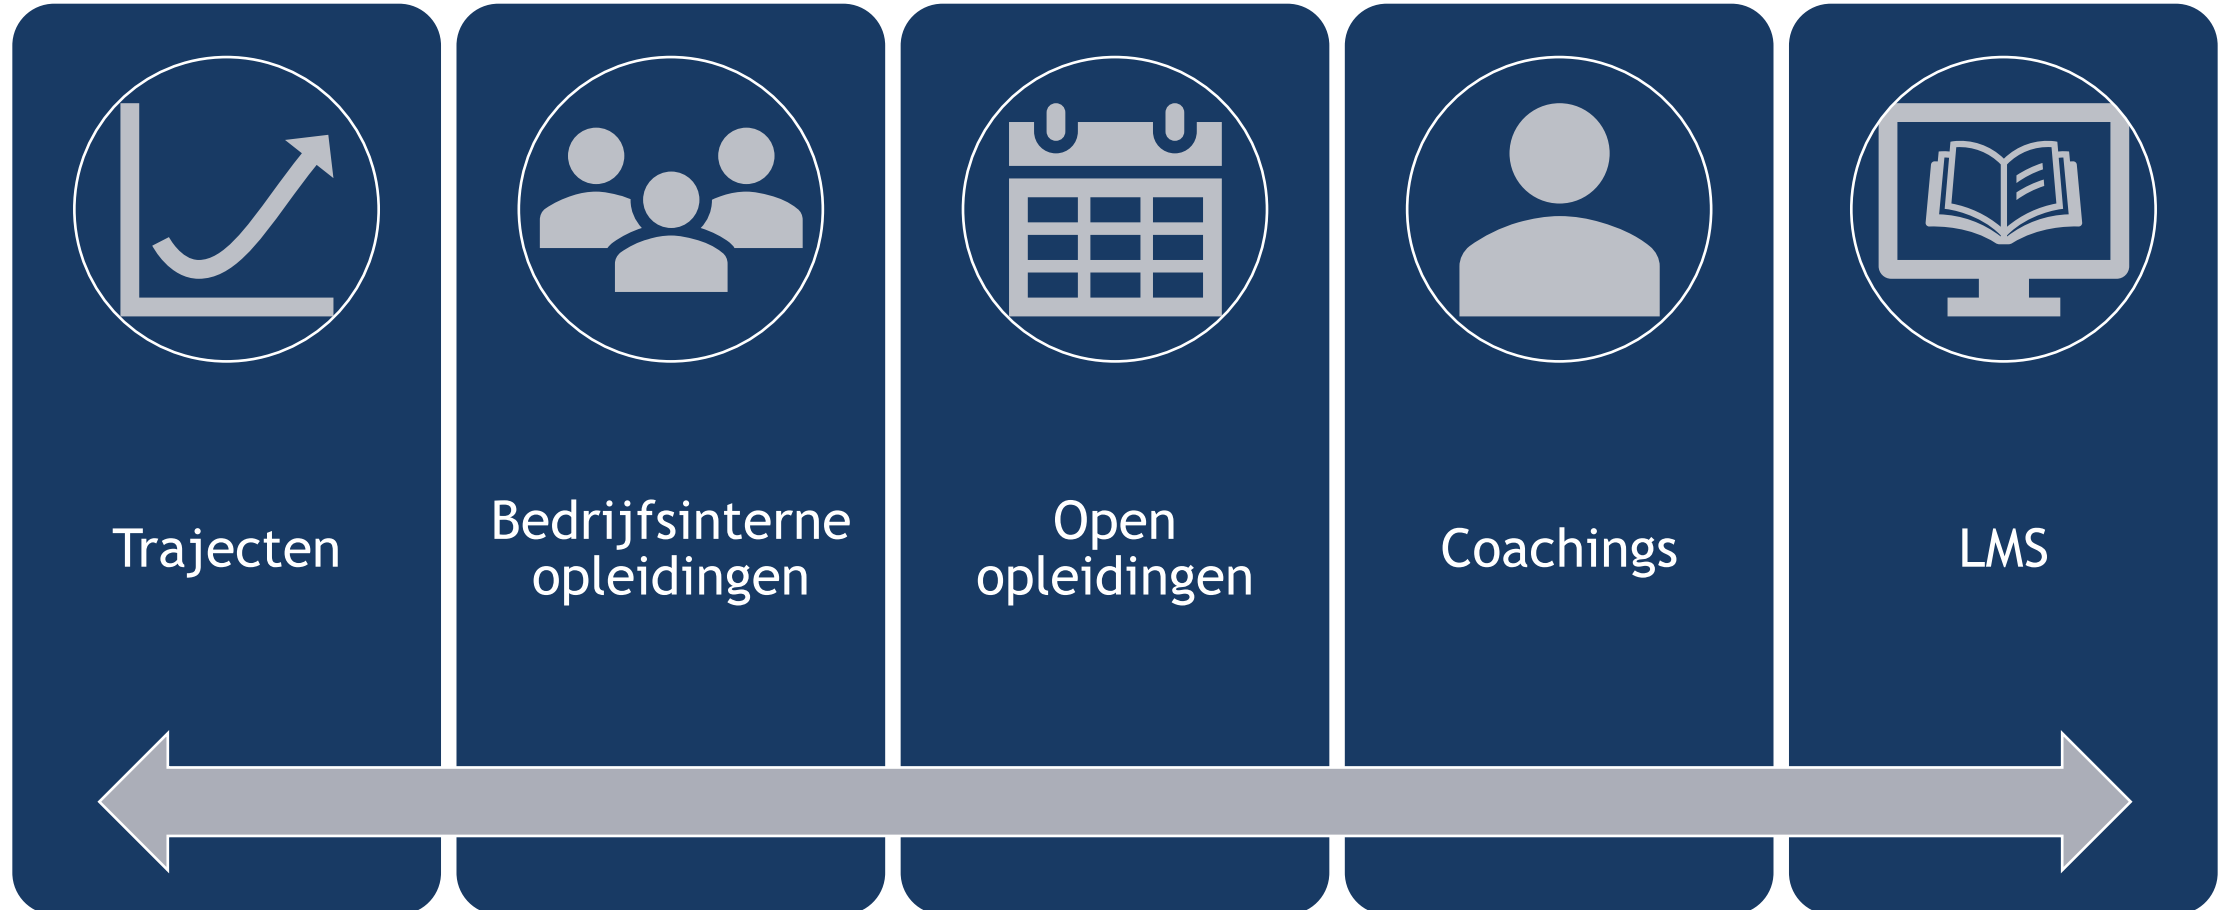 Trajecten
Bedrijfsinterne
opleidingen
Open
opleidingen
Coachings
LMS